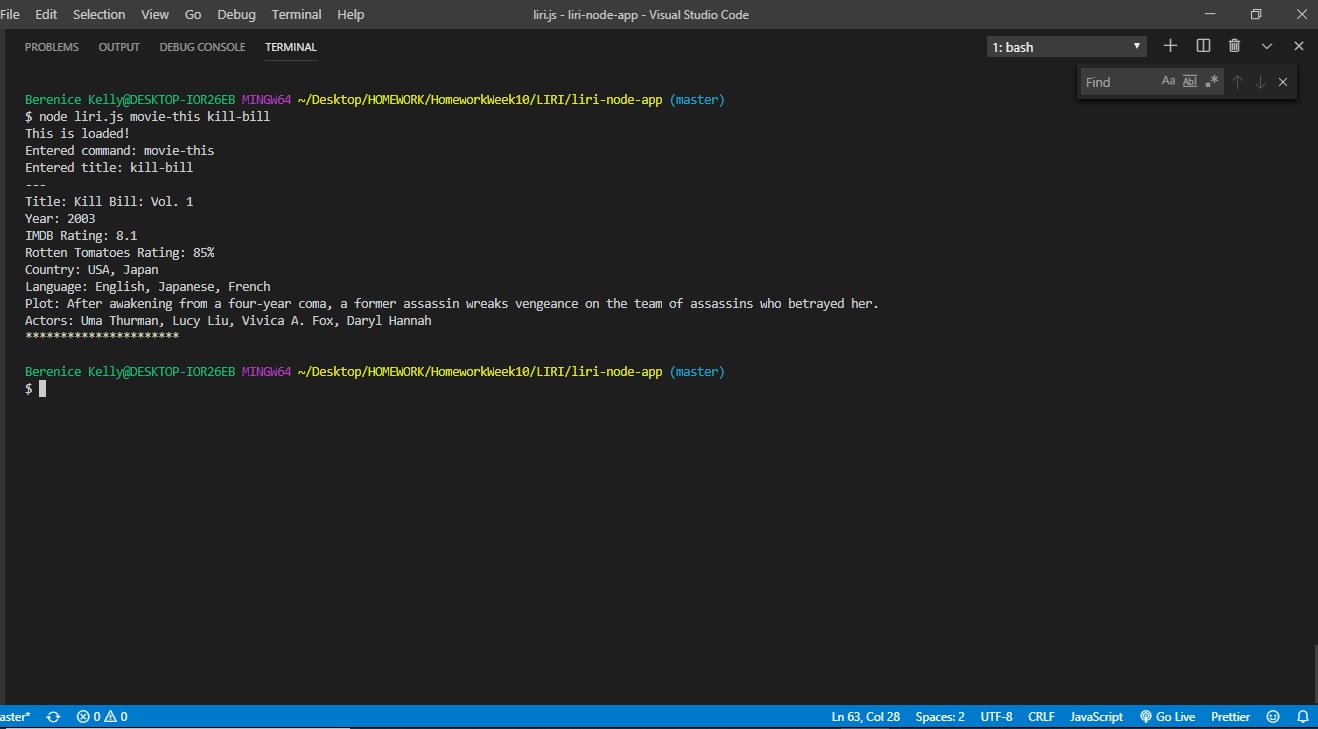 File Edit Selection View Go Debug Terminal Help liri.js - liri-node-app - Visual Studio Code
PROBLEMS OUTPUT DEBUG CONSOLE TERMINAL 1: bash
Find Aa Abl .*
Berenice Kelly@DESKTOP-IOR26EB MINGW64 ~/Desktop/HOMEWORK/HomeworkWeek10/LIRI/liri-node-app (master)
$ node liri.js movie-this kill-bill
This is loaded!
Entered command: movie-this
Entered title: kill-bill
---
Title: Kill Bill: Vol. 1
Year: 2003
IMDB Rating: 8.1
Rotten Tomatoes Rating: 85%
Country: USA, Japan
Language: English, Japanese, French
Plot: After awakening from a four-year coma, a former assassin wreaks vengeance on the team of assassins who betrayed her.
Actors: Uma Thurman, Lucy Liu, Vivica A. Fox, Daryl Hannah
**********************
Berenice Kelly@DESKTOP-IOR26EB MINGW64 ~/Desktop/HOMEWORK/HomeworkWeek10/LIRI/liri-node-app (master)
$
aster* 0 0 Ln 63, Col 28 Spaces: 2 UTF-8 CRLF JavaScript Go Live Prettier